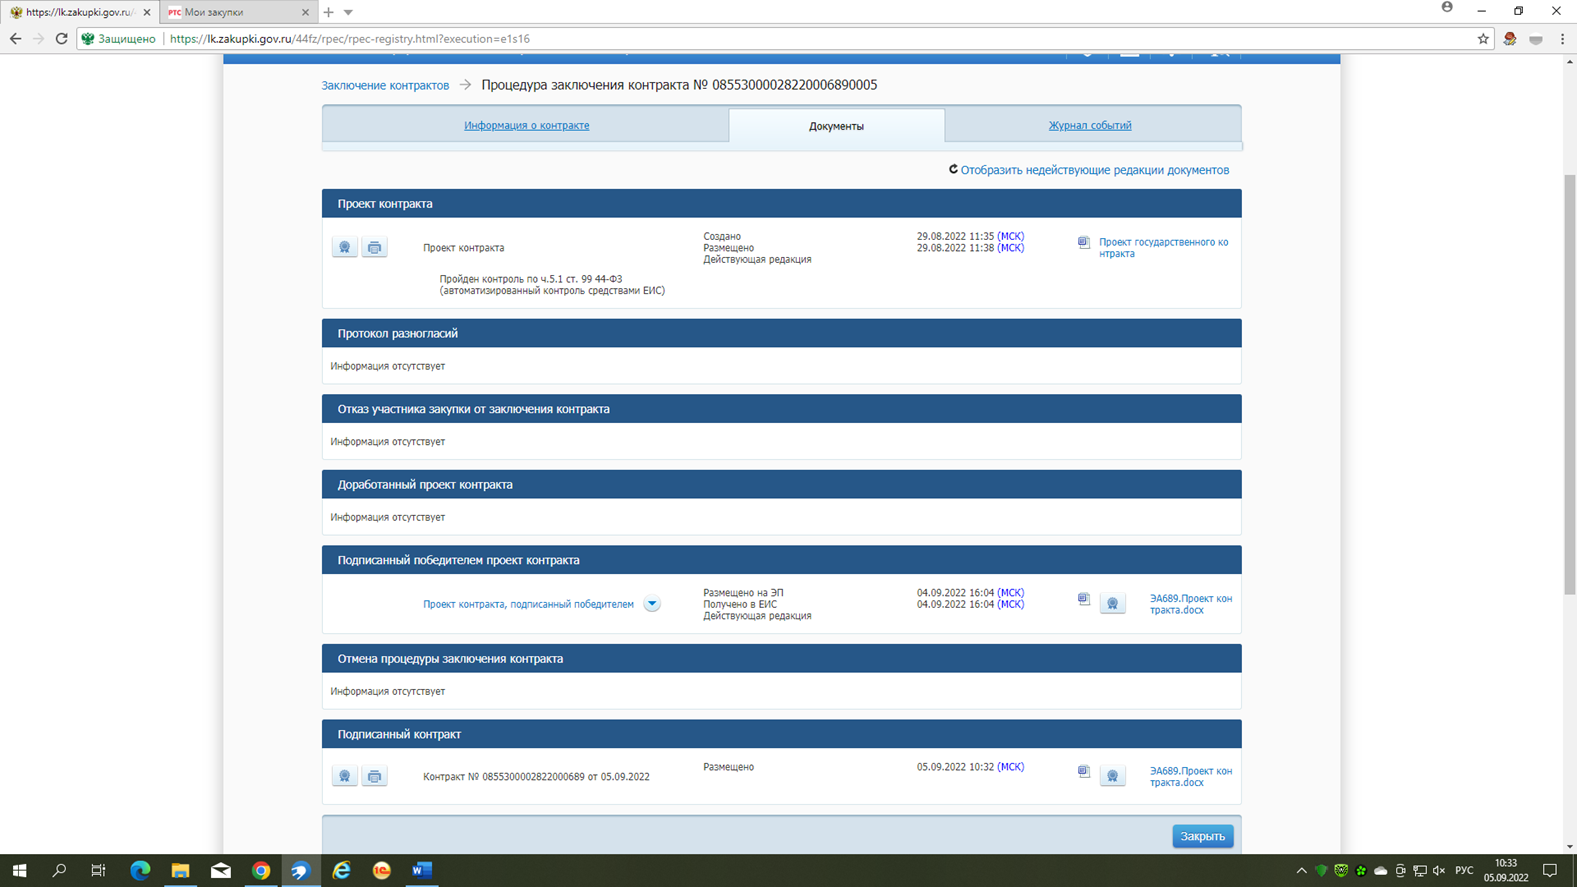 https://lk.zakupki.gov.ru/
РТС Мои закупки
Защищено https://lk.zakupki.gov.ru/44fz/rpec/rpec-registry.html?execution=e1s16
Заключение контрактов → Процедура заключения контракта № 08553000028220006890005
Информация о контракте
Документы
Журнал событий
Отобразить недействующие редакции документов
Проект контракта
Проект контракта
Создано 29.08.2022 11:35 (МСК)
Размещено 29.08.2022 11:38 (МСК)
Действующая редакция
Проект государственного ко
нтракта
Пройден контроль по ч.5.1 ст. 99 44-ФЗ
(автоматизированный контроль средствами ЕИС)
Протокол разногласий
Информация отсутствует
Отказ участника закупки от заключения контракта
Информация отсутствует
Доработанный проект контракта
Информация отсутствует
Подписанный победителем проект контракта
Проект контракта, подписанный победителем
Размещено на ЭП 04.09.2022 16:04 (МСК)
Получено в ЕИС 04.09.2022 16:04 (МСК)
Действующая редакция
ЭА689.Проект кон
тракта.docx
Отмена процедуры заключения контракта
Информация отсутствует
Подписанный контракт
Контракт № 0855300002822000689 от 05.09.2022
Размещено 05.09.2022 10:32 (МСК)
ЭА689.Проект кон
тракта.docx
Закрыть
РУС
10:33
05.09.2022